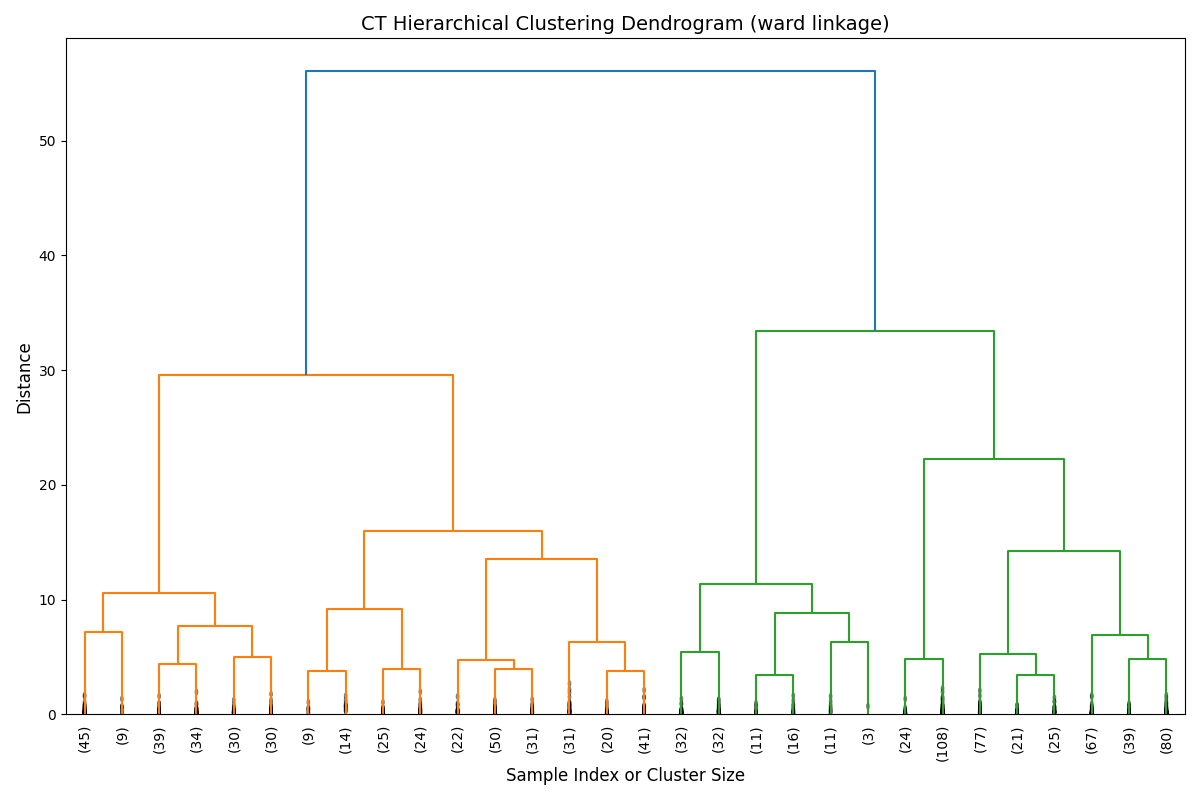 CT Hierarchical Clustering Dendrogram (ward linkage)
Distance
50
40
30
20
10
0
(45) (9) (39) (34) (30) (30) (9) (14) (25) (24) (22) (50) (31) (31) (20) (41) (32) (32) (11) (16) (11) (3) (24) (108) (77) (21) (25) (67) (39) (80)
Sample Index or Cluster Size